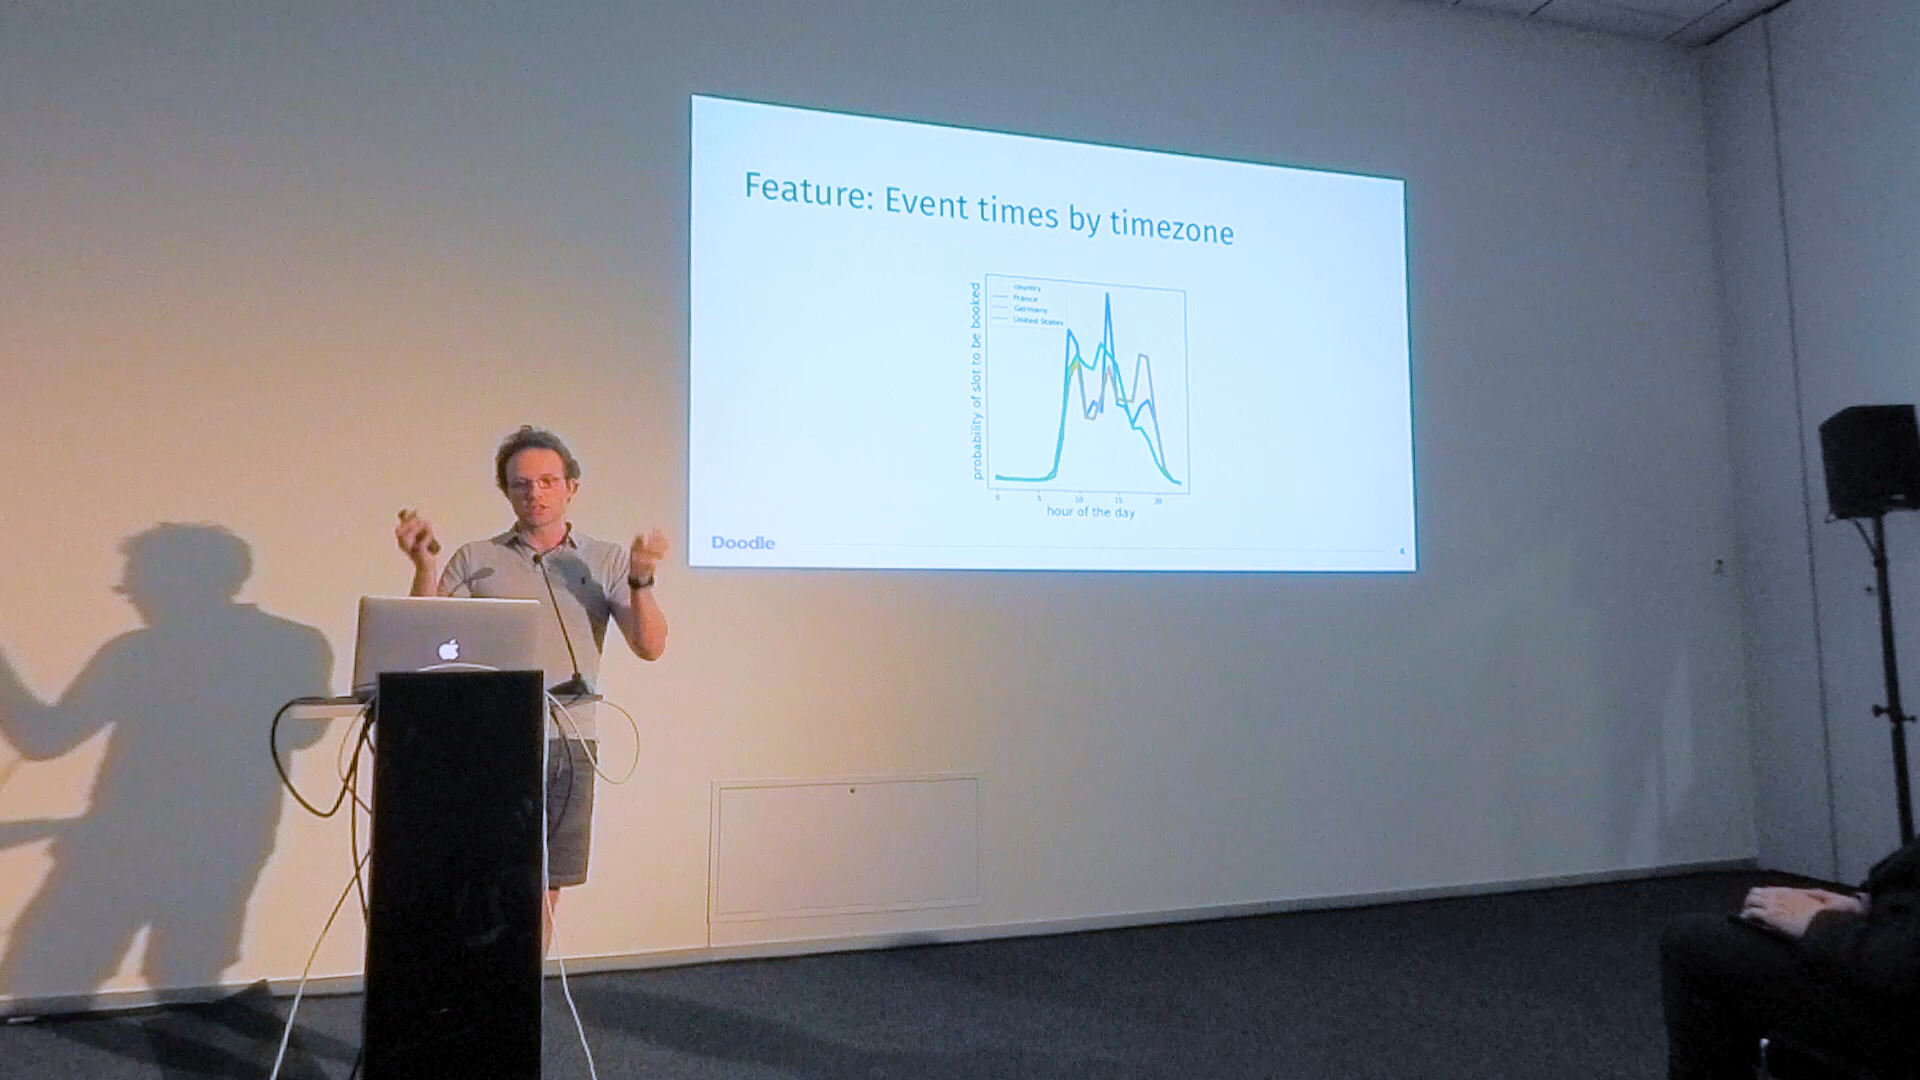 Feature: Event times by timezone
probability of slot to be booked
country
France
Germany
United States
0 5 10 15 20
hour of the day
Doodle